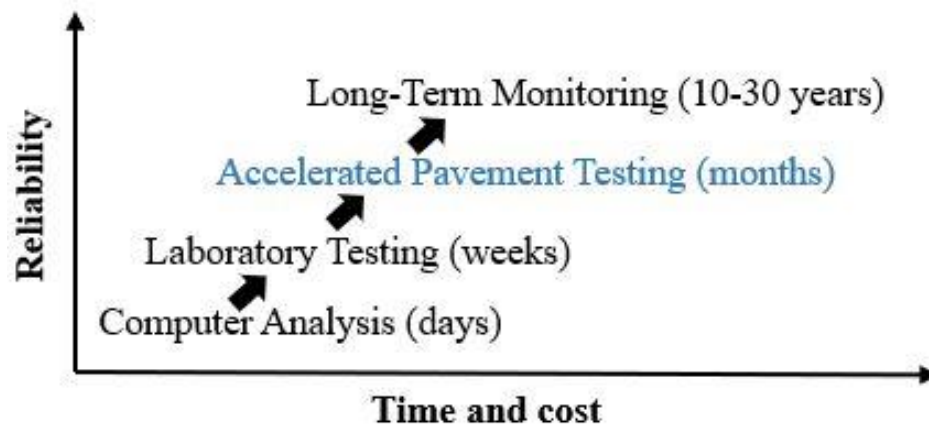 Reliability
Long-Term Monitoring (10-30 years)
Accelerated Pavement Testing (months)
Laboratory Testing (weeks)
Computer Analysis (days)
Time and cost